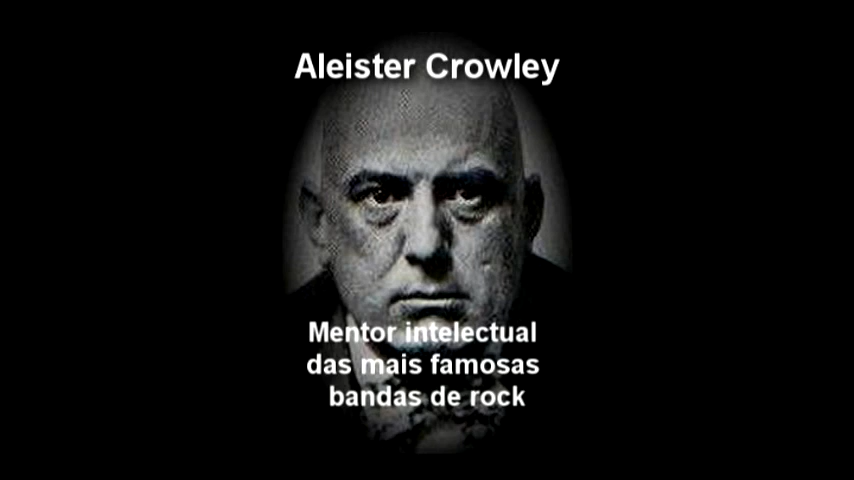 Aleister Crowley
Mentor intelectual
das mais famosas
bandas de rock